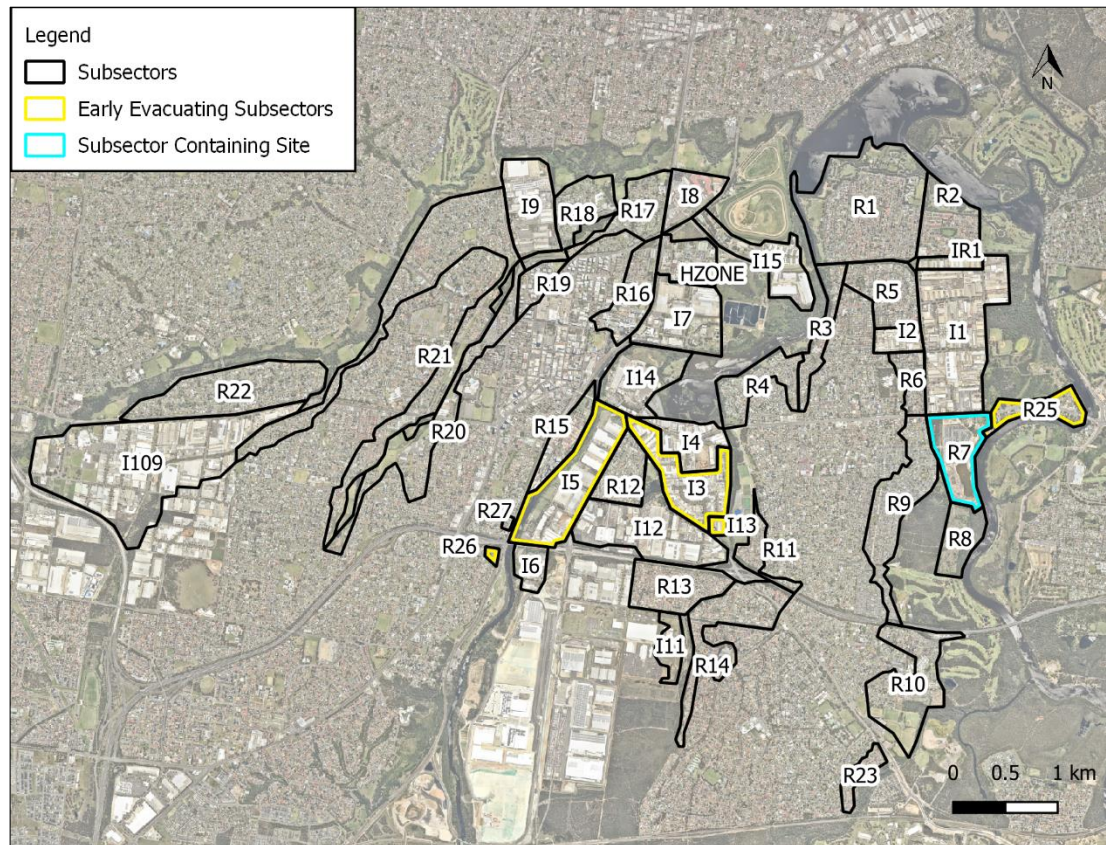 Legend
Subsectors
Early Evacuating Subsectors
Subsector Containing Site
N
I9
R18
R17
I8
R1
R2
HZONE
I15
IR1
R19
R16
R5
I7
I2
I1
R3
R21
R22
I14
R4
R6
R25
R20
R15
I4
R7
I109
I5
R12
I3
R9
R27
I12
I13
R8
R26
I6
R11
R13
I11
R14
R10
R23
0 0.5 1 km